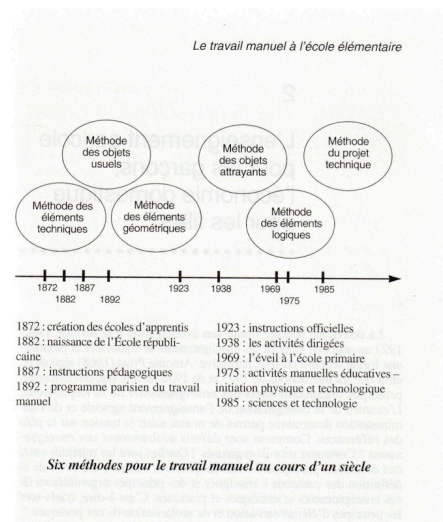 Le travail manuel à l'école élémentaire
Méthode
des objets
usuels
Méthode
des objets
attrayants
Méthode
du projet
technique
Méthode des
éléments
techniques
Méthode
des éléments
géométriques
Méthode
des éléments
logiques
1872 1887 1923 1938 1969 1985
1882 1892 1975
1872 : création des écoles d'apprentis
1882 : naissance de l'École républi-
caine
1887 : instructions pédagogiques
1892 : programme parisien du travail
manuel
1923 : instructions officielles
1938 : les activités dirigées
1969 : l'éveil à l'école primaire
1975 : activités manuelles éducatives –
initiation physique et technologique
1985 : sciences et technologie
Six méthodes pour le travail manuel au cours d'un siècle